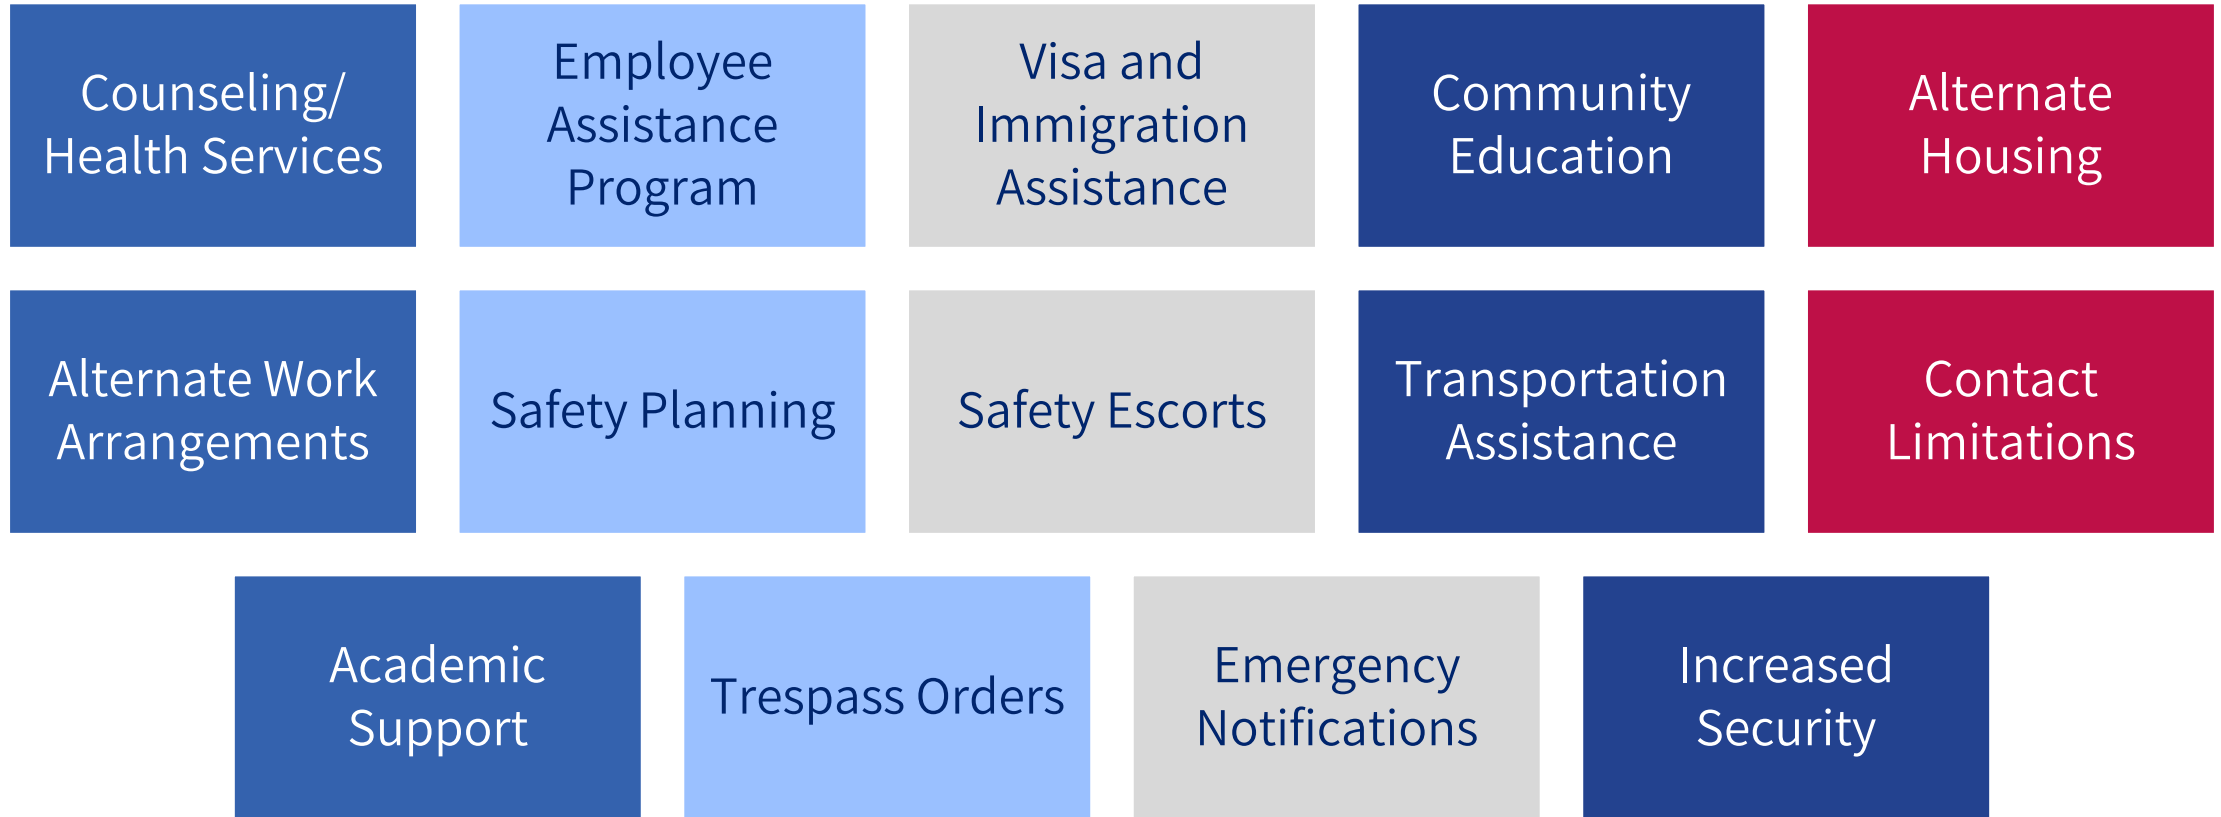 Counseling/
Health Services
Employee
Assistance
Program
Visa and
Immigration
Assistance
Community
Education
Alternate
Housing
Alternate Work
Arrangements
Safety Planning
Safety Escorts
Transportation
Assistance
Contact
Limitations
Academic
Support
Trespass Orders
Emergency
Notifications
Increased
Security